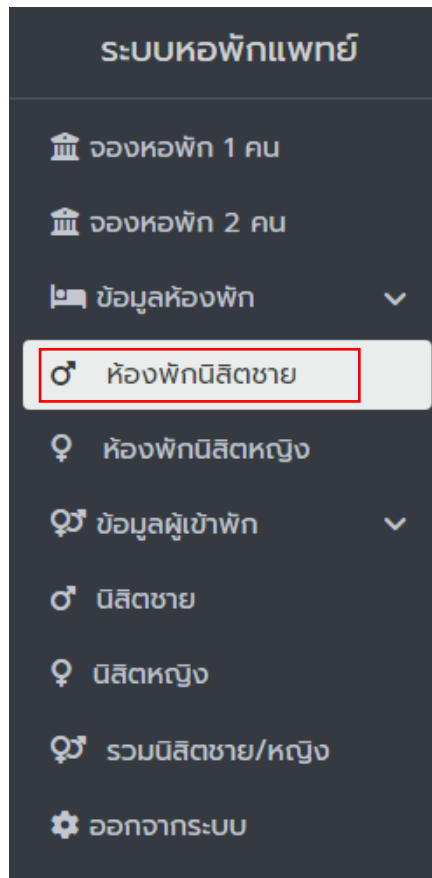 ระบบหอพักแพทย์
จองหอพัก 1 คน
จองหอพัก 2 คน
ข้อมูลห้องพัก
ห้องพักนิสิตชาย
ห้องพักนิสิตหญิง
ข้อมูลผู้เข้าพัก
นิสิตชาย
นิสิตหญิง
รวมนิสิตชาย/หญิง
ออกจากระบบ